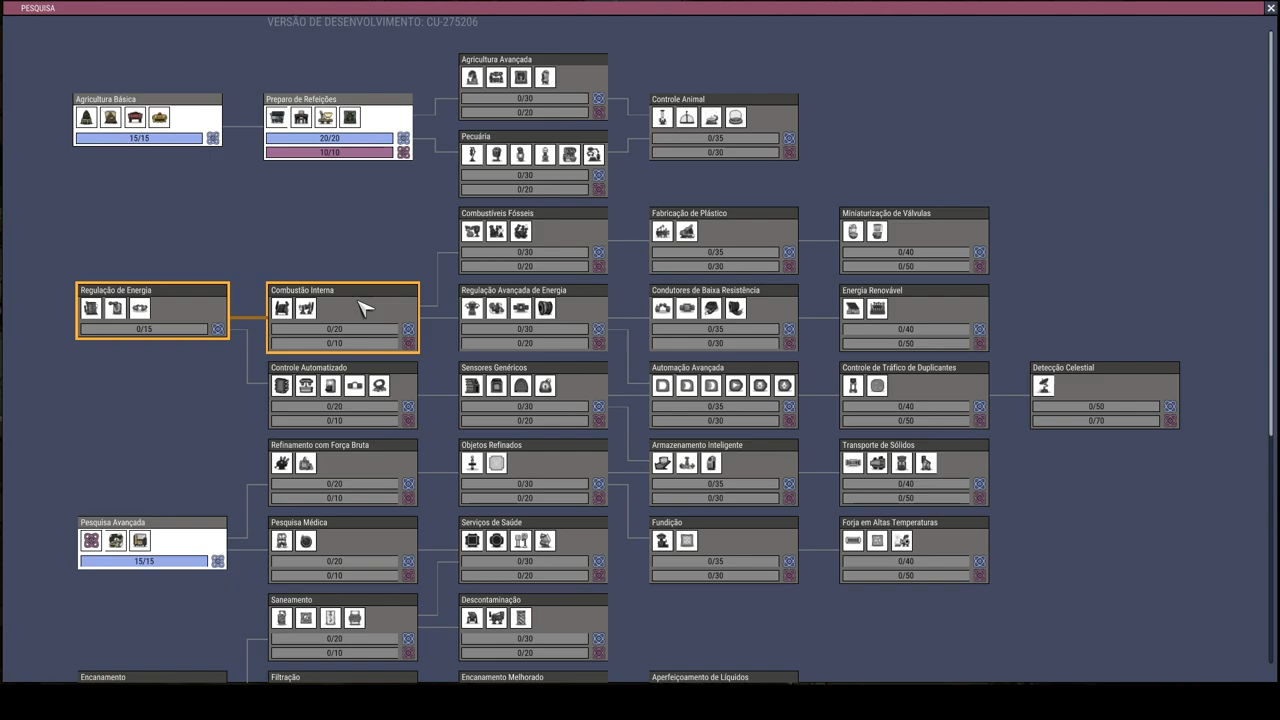 PESQUISA
VERSÃO DE DESENVOLVIMENTO: CU-275206
Agricultura Avançada
0/30
0/20
Agricultura Básica
15/15
Preparo de Refeições
20/20
10/10
Controle Animal
0/35
0/30
Pecuária
0/30
0/20
Combustíveis Fósseis
0/30
0/20
Fabricação de Plástico
0/35
0/30
Miniaturização de Válvulas
0/40
0/50
Regulação de Energia
0/15
Combustão Interna
0/20
0/10
Regulação Avançada de Energia
0/30
0/20
Condutores de Baixa Resistência
0/35
0/30
Energia Renovável
0/40
0/50
Controle Automatizado
0/20
0/10
Sensores Genéricos
0/30
0/20
Automação Avançada
0/35
0/30
Controle de Tráfico de Duplicantes
0/40
0/50
Detecção Celestial
0/50
0/70
Refinamento com Força Bruta
0/20
0/10
Objetos Refinados
0/30
0/20
Armazenamento Inteligente
0/35
0/30
Transporte de Sólidos
0/40
0/50
Pesquisa Avançada
15/15
Pesquisa Médica
0/20
0/10
Serviços de Saúde
0/30
0/20
Fundição
0/35
0/30
Forja em Altas Temperaturas
0/40
0/50
Saneamento
0/20
0/10
Descontaminação
0/30
0/20
Encanamento
Filtração
Encanamento Melhorado
Aperfeiçoamento de Líquidos